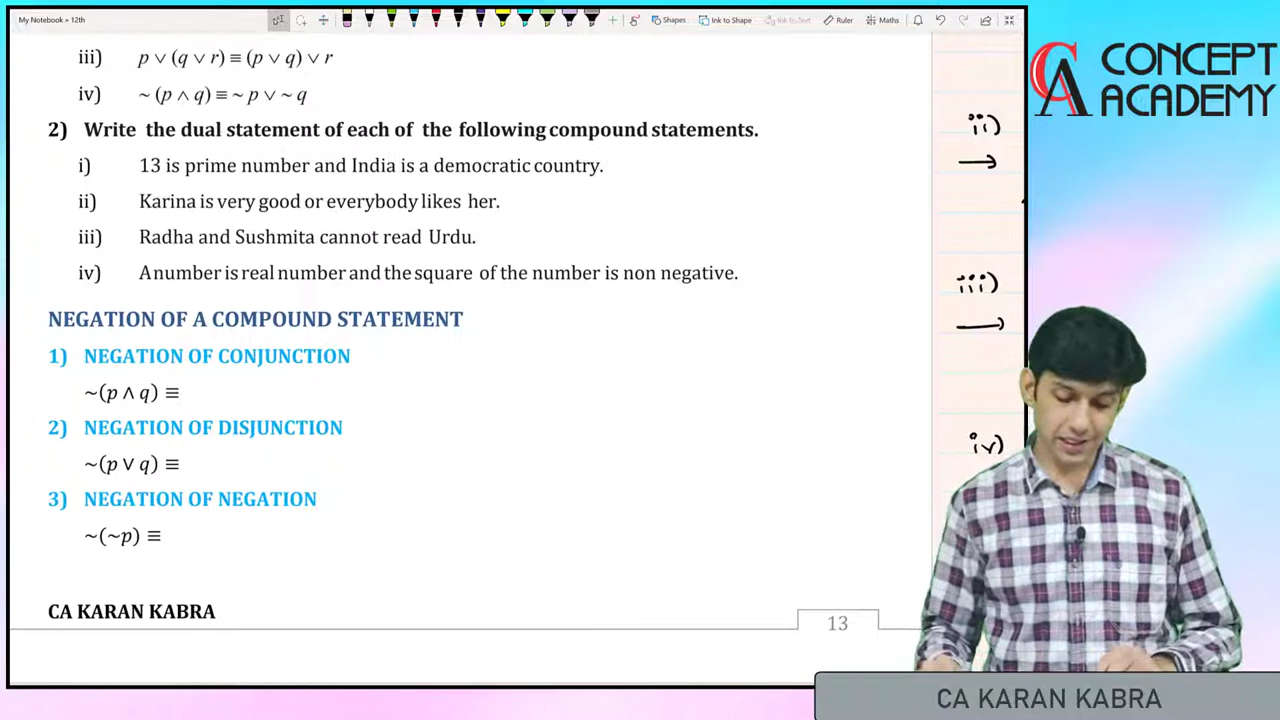 My Notebook > 12th
Shapes
Ink to Shape
Ink to Text
Ruler
Maths
iii) p ∨ (q ∨ r) ≡ (p ∨ q) ∨ r
iv) ~ (p ∧ q) ≡ ~ p ∨ ~ q
2) Write the dual statement of each of the following compound statements.
i) 13 is prime number and India is a democratic country.
ii) Karina is very good or everybody likes her.
iii) Radha and Sushmita cannot read Urdu.
iv) A number is real number and the square of the number is non negative.
NEGATION OF A COMPOUND STATEMENT
1) NEGATION OF CONJUNCTION
~(p ∧ q) ≡
2) NEGATION OF DISJUNCTION
~(p ∨ q) ≡
3) NEGATION OF NEGATION
~(~p) ≡
CA KARAN KABRA
13
ii)
→
iii)
→
iv)
CA
CONCEPT
ACADEMY
CA KARAN KABRA